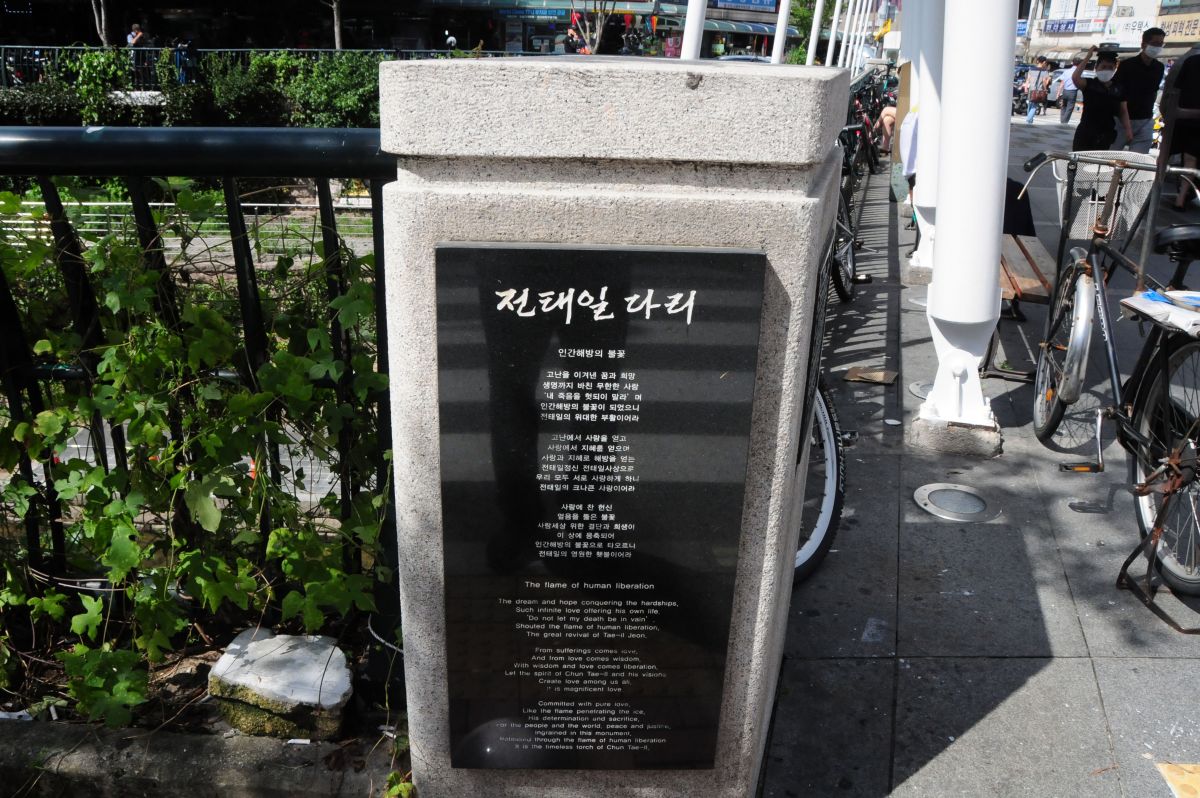 전태일 다리
인간해방의 불꽃
고난을 이겨낸 꿈과 희망
생명까지 바친 무한한 사랑
'내 죽음을 헛되이 말라' 며
인간해방의 불꽃이 되었으니
전태일의 위대한 부활이어라
고난에서 사랑을 얻고
사랑에서 지혜를 얻으며
사랑과 지혜로 해방을 얻는
전태일정신 전태일사상으로
우리 모두 서로 사랑하게 하니
전태일의 크나큰 사랑이어라
사랑에 찬 헌신
얼음을 뚫은 불꽃
사랑세상 위한 결단과 희생이
이 상에 응축되어
인간해방의 불꽃으로 타오르니
전태일의 영원한 횃불이어라
The flame of human liberation
The dream and hope conquering the hardships,
Such infinite love offering his own life,
'Do not let my death be in vain',
Shouted the flame of human liberation,
The great revival of Tae-il Jeon.
From sufferings comes love,
And from love comes wisdom,
With wisdom and love comes liberation,
Let the spirit of Chun Tae-il and his visions
Create love among us all,
It is magnificent love
Committed with pure love,
Like the flame penetrating the ice,
His determination and sacrifice,
For the people and the world, peace and justice,
ingrained in this monument,
through the flame of human liberation
It is the timeless torch of Chun Tae-il,